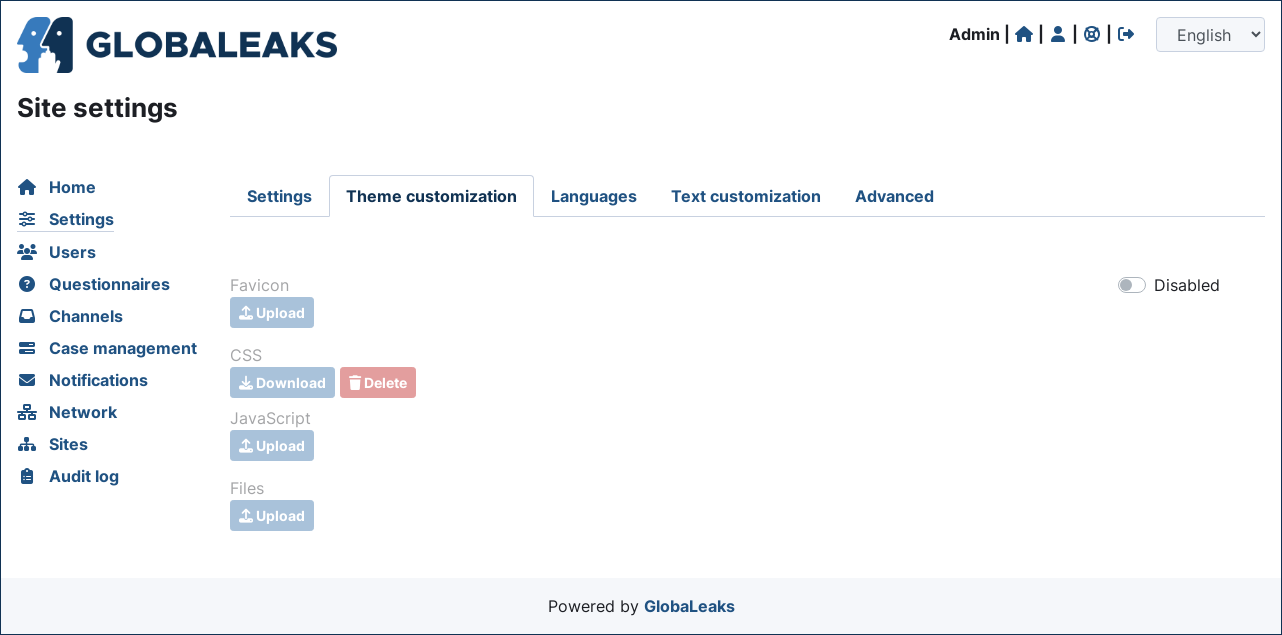 GLOBALEAKS
Admin | | | |
English
Site settings
Home
Settings
Users
Questionnaires
Channels
Case management
Notifications
Network
Sites
Audit log
Settings Theme customization Languages Text customization Advanced
Favicon
Disabled
Upload
CSS
Download Delete
JavaScript
Upload
Files
Upload
Powered by GlobaLeaks